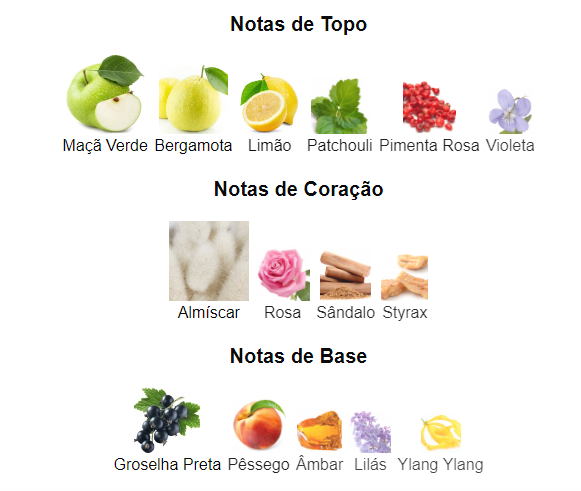 Notas de Topo
Maçã Verde Bergamota Limão Patchouli Pimenta Rosa Violeta
Notas de Coração
Almíscar Rosa Sândalo Styrax
Notas de Base
Groselha Preta Pêssego Âmbar Lilás Ylang Ylang